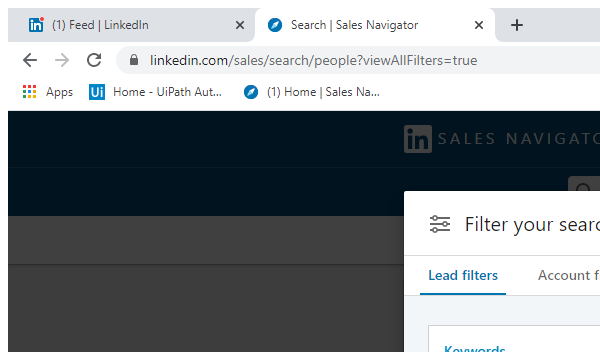 (1) Feed | LinkedIn
Search | Sales Navigator
linkedin.com/sales/search/people?viewAllFilters=true
Apps
Ui
Home - UiPath Aut...
(1) Home | Sales Na...
in SALES NAVIGATO
Filter your searc
Lead filters
Account f
Keywords